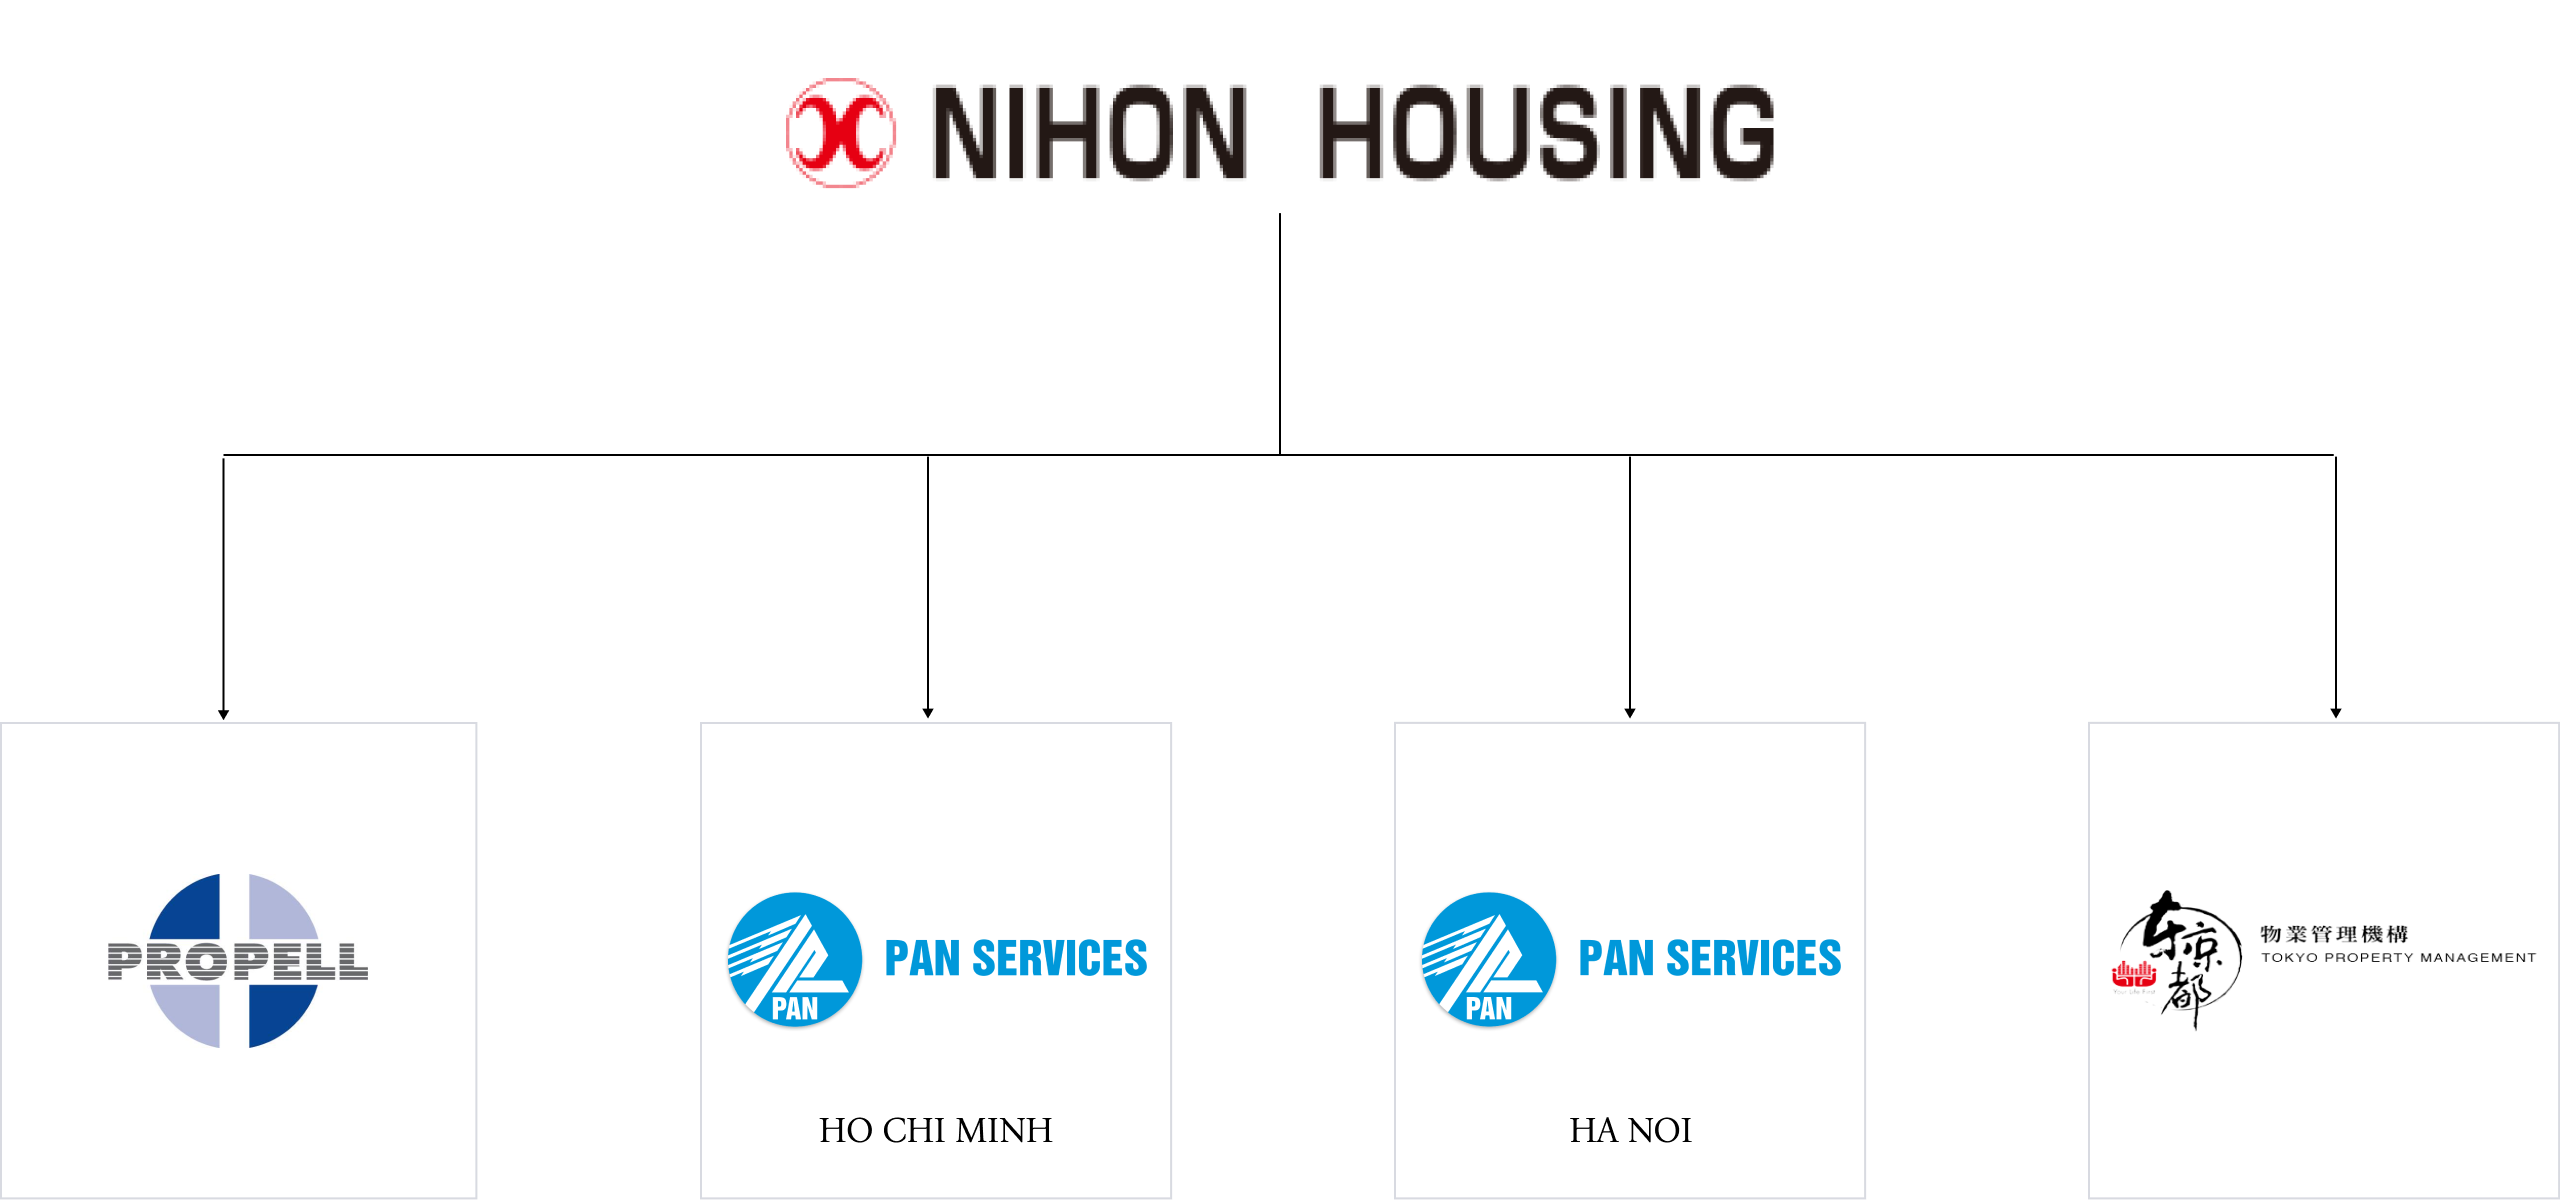 NIHON HOUSING
PROPELL
PAN
PAN SERVICES
HO CHI MINH
PAN
PAN SERVICES
HA NOI
东京都
物業管理機構
TOKYO PROPERTY MANAGEMENT